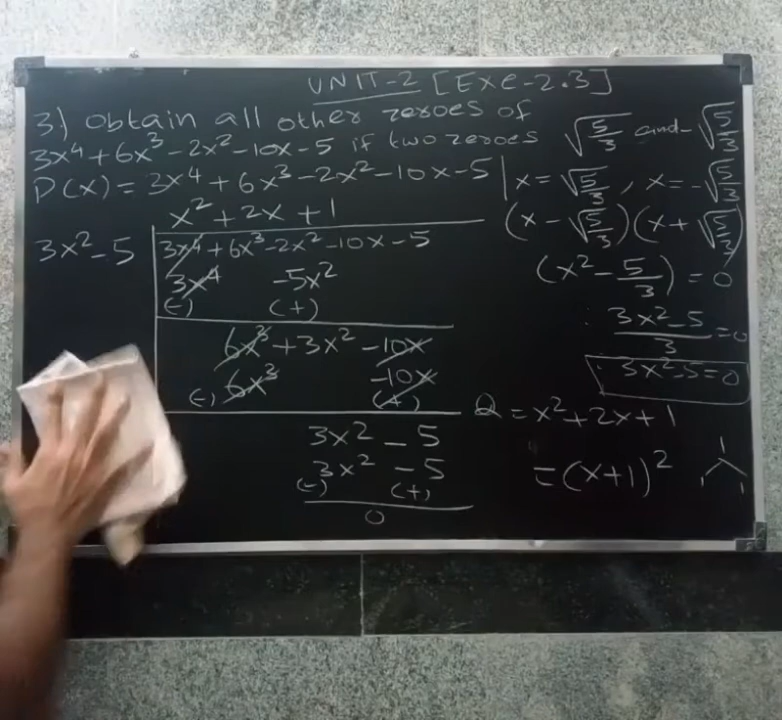 UNIT-2 [Exe-2.3]
3) obtain all other zeroes of
3x⁴+6x³-2x²-10x-5 if two zeroes √5/3 and -√5/3
P(x)=3x⁴+6x³-2x²-10x-5
x=√5/3, x=-√5/3
(x-√5/3)(x+√5/3)
(x²-5/3)=0
3x²-5/3=0
3x²-5=0
x²+2x+1
3x²-5
3x⁴+6x³-2x²-10x-5
3x⁴ -5x²
(-) (+)
6x³+3x²-10x
6x³ -10x
(-) (+)
3x²-5
3x²-5
(-) (+)
0
Q=x²+2x+1
=(x+1)²
1
1 1